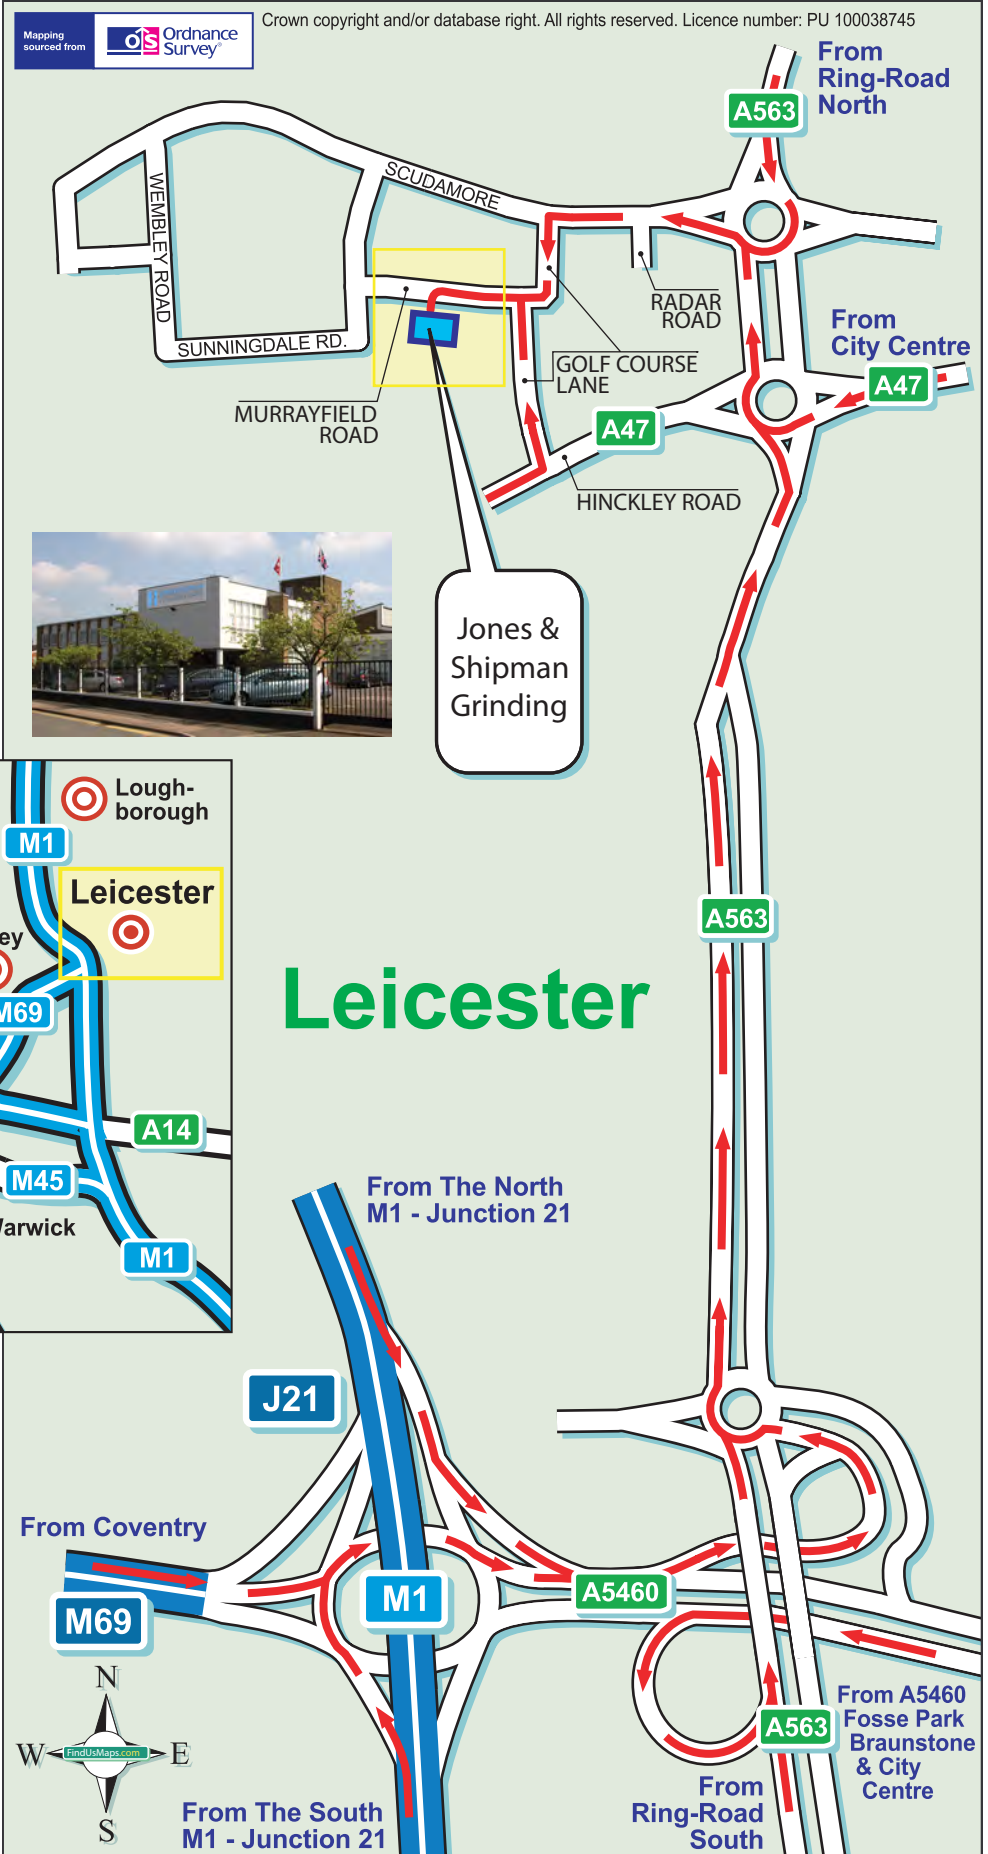 Mapping
sourced from
OS Ordnance
Survey®
Crown copyright and/or database right. All rights reserved. Licence number: PU 100038745
From
Ring-Road
North
A563
SCUDAMORE
WEMBLEY ROAD
SUNNINGDALE RD.
RADAR
ROAD
From
City Centre
A47
GOLF COURSE
LANE
MURRAYFIELD
ROAD
A47
HINCKLEY ROAD
Jones &
Shipman
Grinding
Lough-
borough
M1
Leicester
ey
M69
A14
M45
Warwick
M1
A563
Leicester
From The North
M1 - Junction 21
J21
From Coventry
M69
M1
A5460
N
W
FindUsMaps.com
E
S
From The South
M1 - Junction 21
A563
From A5460
Fosse Park
Braunstone
& City
Centre
From
Ring-Road
South